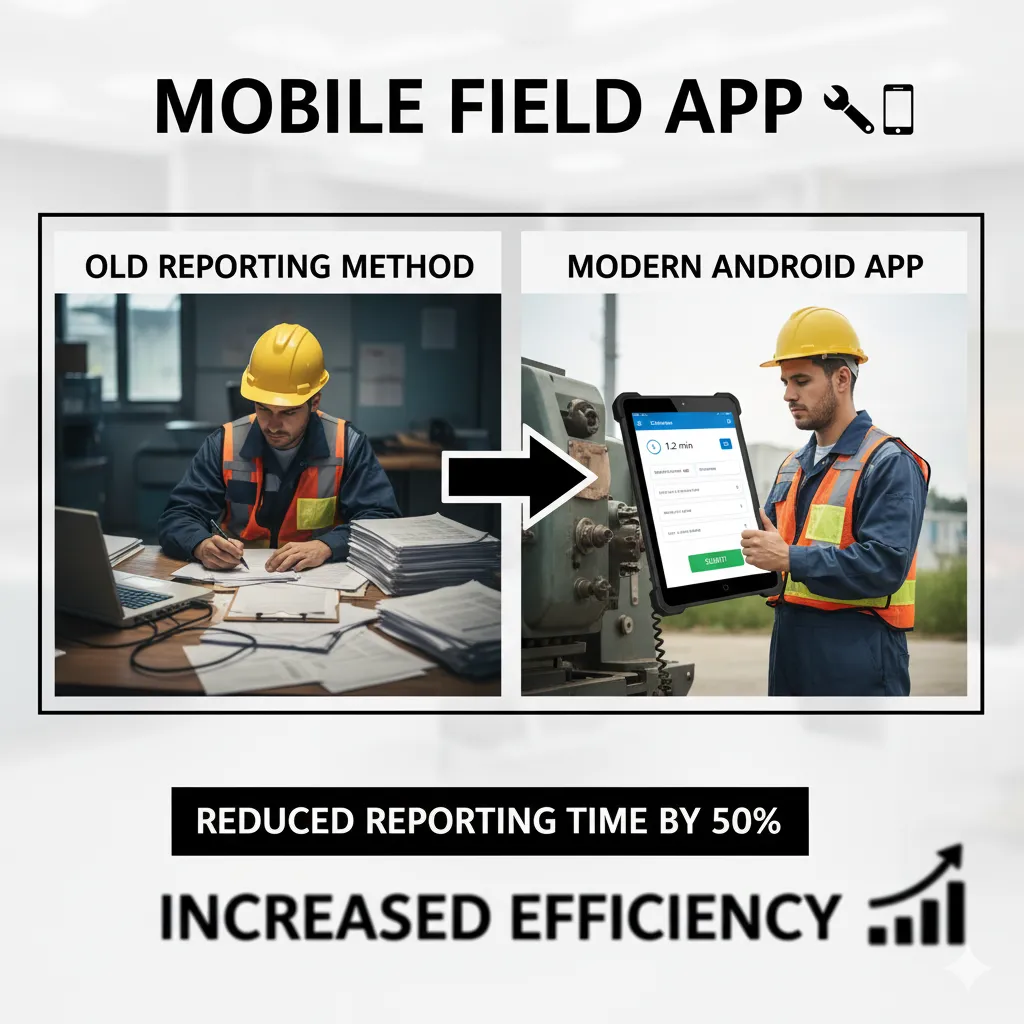 MOBILE FIELD APP
OLD REPORTING METHOD
MODERN ANDROID APP
1.2 min
REDUCED REPORTING TIME BY 50%
INCREASED EFFICIENCY